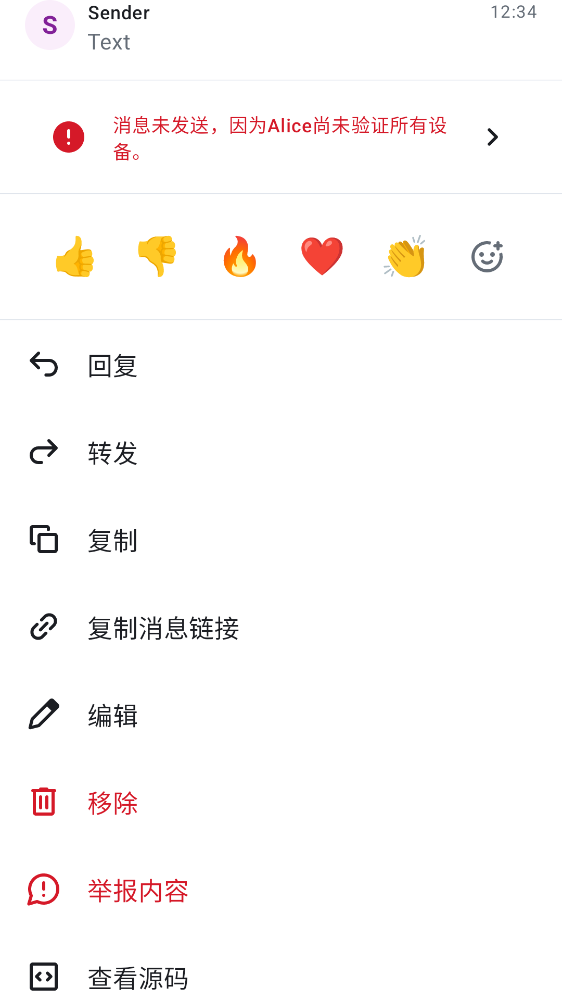 S
Sender
12:34
Text
消息未发送，因为Alice尚未验证所有设
备。
回复
转发
复制
复制消息链接
编辑
移除
举报内容
查看源码